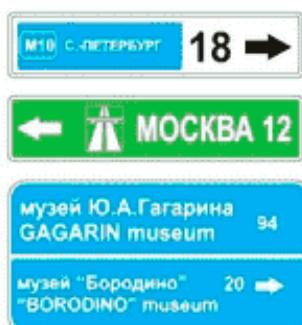 М10 С.-ПЕТЕРБУРГ 18
МОСКВА 12
музей Ю.А.Гагарина 94
GAGARIN museum
музей "Бородино" 20
"BORODINO" museum